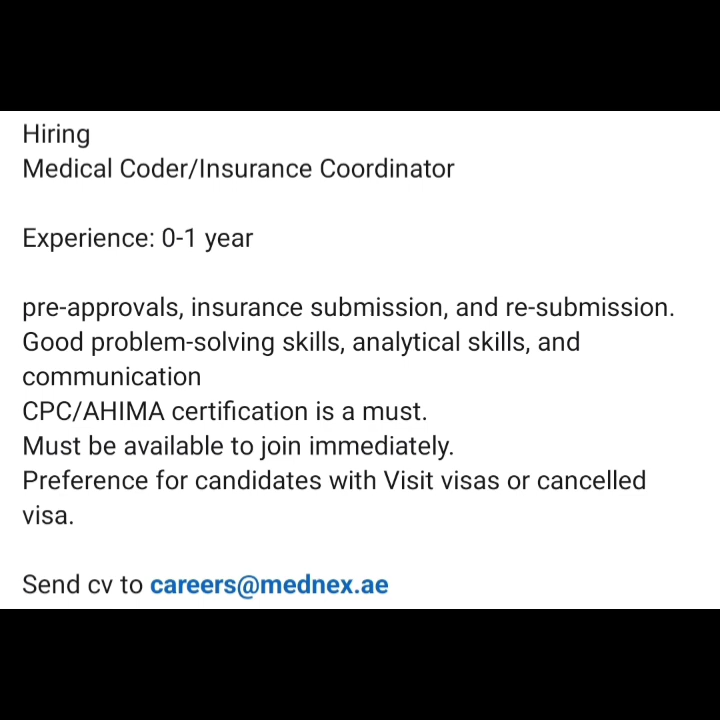 Hiring
Medical Coder/Insurance Coordinator
Experience: 0-1 year
pre-approvals, insurance submission, and re-submission.
Good problem-solving skills, analytical skills, and
communication
CPC/AHIMA certification is a must.
Must be available to join immediately.
Preference for candidates with Visit visas or cancelled
visa.
Send cv to careers@mednex.ae